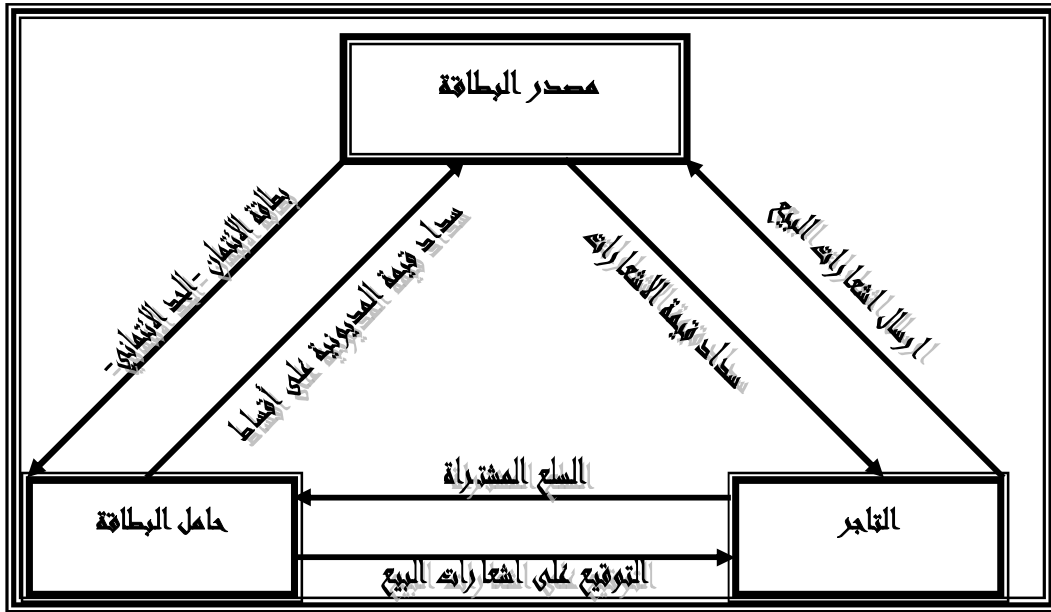 مصدر البطاقة
ارسال اشعارات البيع
سداد قيمة الاشعارات
سداد قيمة المديونية على أقساط
بطاقة الائتمان -الحد الائتماني-
السلع المشتراة
التاجر
حامل البطاقة
التوقيع على اشعارات البيع